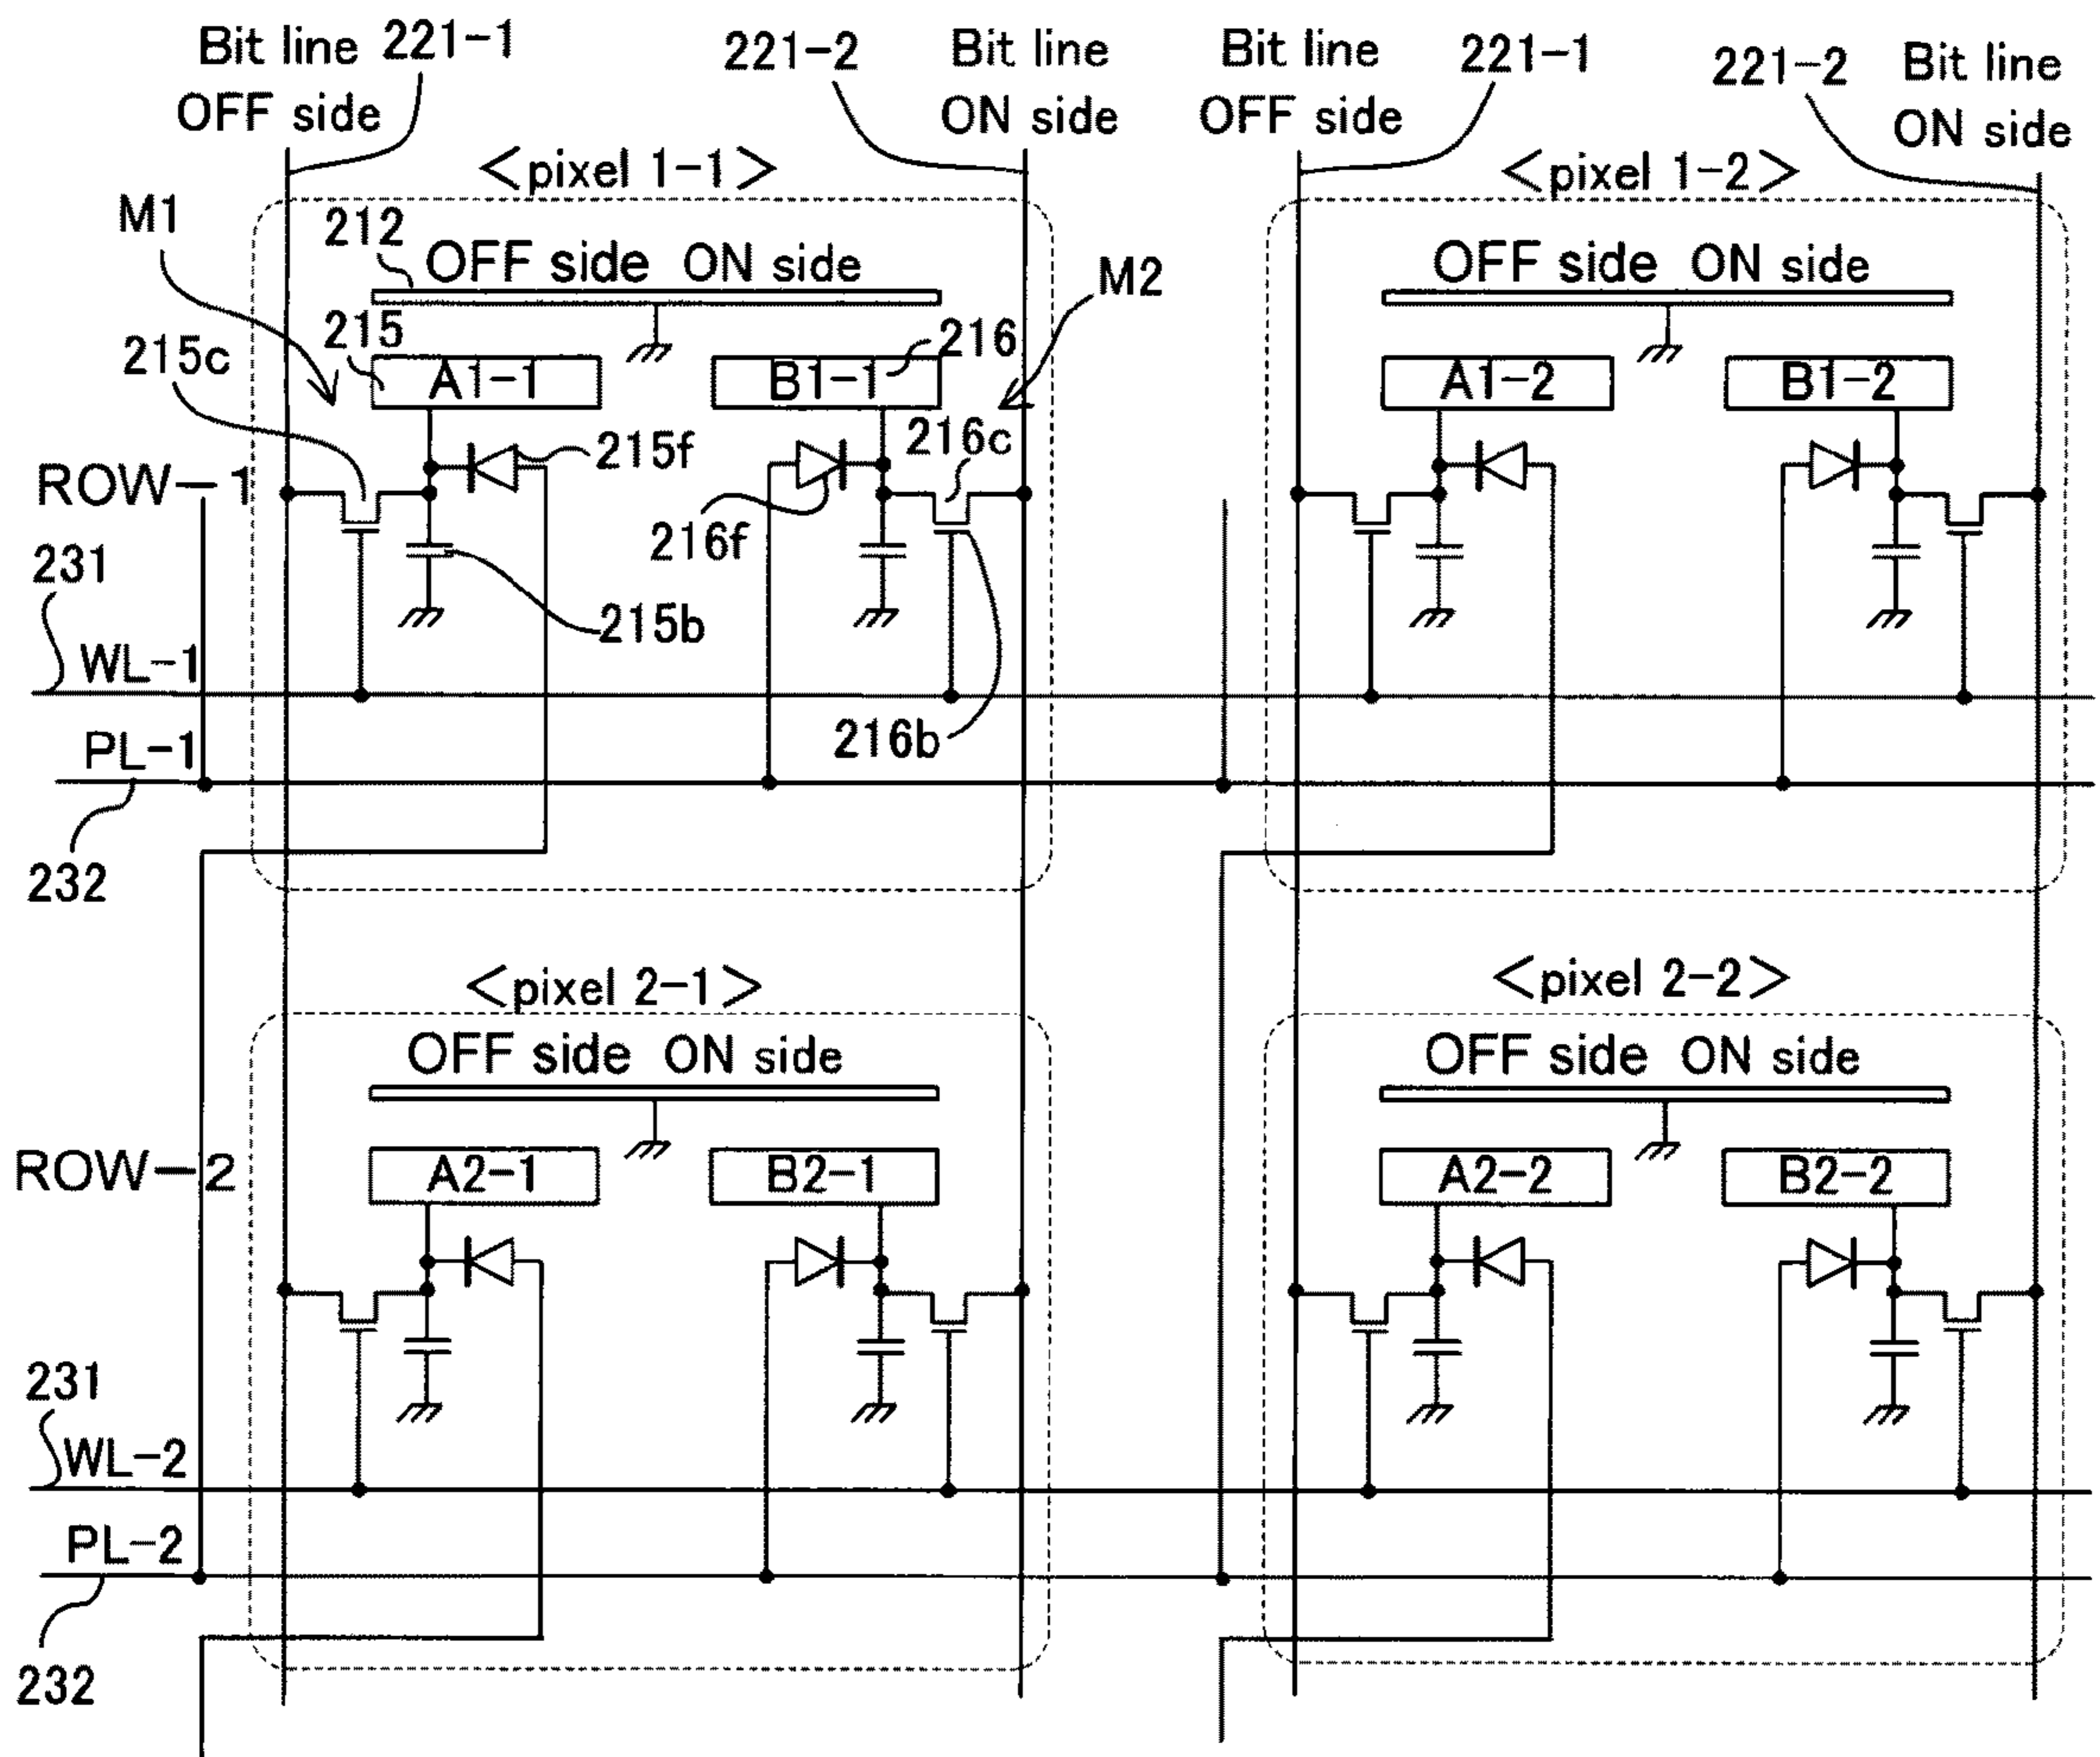 Bit line
OFF side
221-1
221-2
Bit line
ON side
Bit line
OFF side
221-1
221-2
Bit line
ON side
<pixel 1-1>
<pixel 1-2>
M1
212
OFF side ON side
M2
OFF side ON side
215c
215
A1-1
B1-1
216
A1-2
B1-2
215f
216c
ROW-1
216f
231
215b
WL-1
PL-1
216b
232
<pixel 2-1>
<pixel 2-2>
OFF side ON side
OFF side ON side
ROW-2
A2-1
B2-1
A2-2
B2-2
231
WL-2
PL-2
232